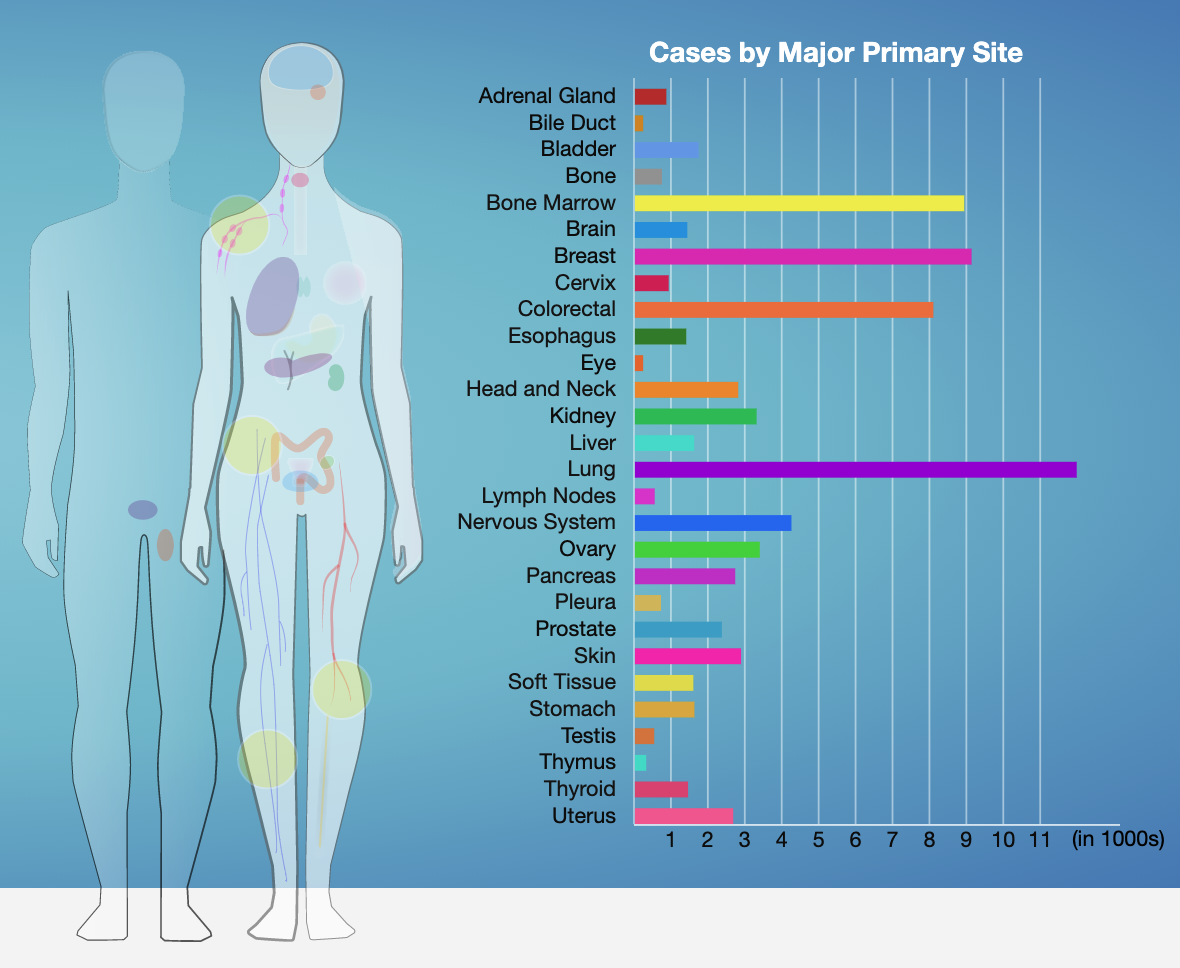 Cases by Major Primary Site
Adrenal Gland
Bile Duct
Bladder
Bone
Bone Marrow
Brain
Breast
Cervix
Colorectal
Esophagus
Eye
Head and Neck
Kidney
Liver
Lung
Lymph Nodes
Nervous System
Ovary
Pancreas
Pleura
Prostate
Skin
Soft Tissue
Stomach
Testis
Thymus
Thyroid
Uterus
1 2 3 4 5 6 7 8 9 10 11 (in 1000s)